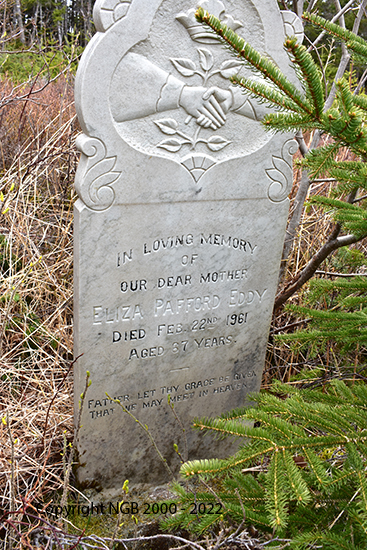 IN LOVING MEMORY
OF
OUR DEAR MOTHER
ELIZA PAFFORD EDDY
DIED FEB. 22ND 1961
AGED 87 YEARS.
FATHER LET THY GRACE BE GIVEN
THAT WE MAY MEET IN HEAVEN.
Copyright NGB 2000 - 2022